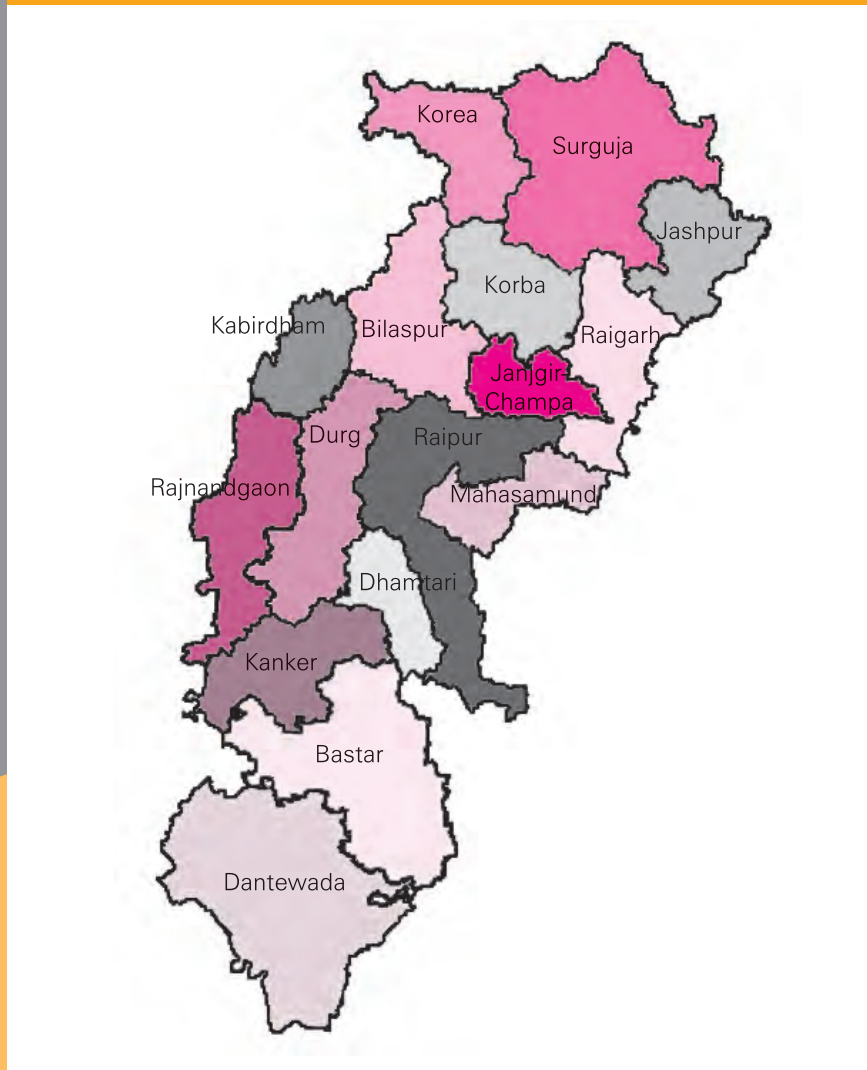 Korea
Surguja
Jashpur
Korba
Kabirdham
Bilaspur
Raigarh
Janjgir-
Champa
Durg
Raipur
Rajnandgaon
Mahasamund
Dhamtari
Kanker
Bastar
Dantewada